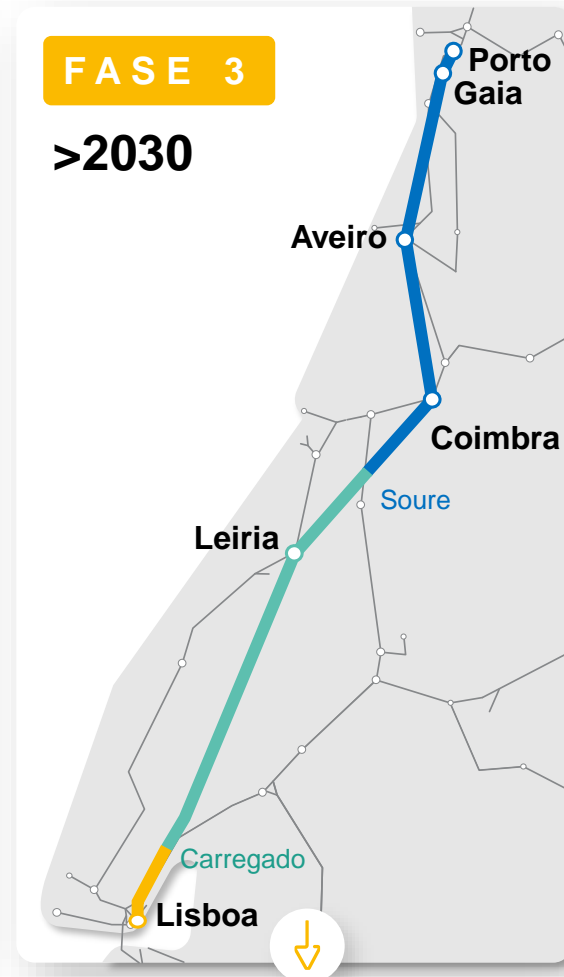 FASE 3
>2030
Porto
Gaia
Aveiro
Coimbra
Soure
Leiria
Carregado
Lisboa